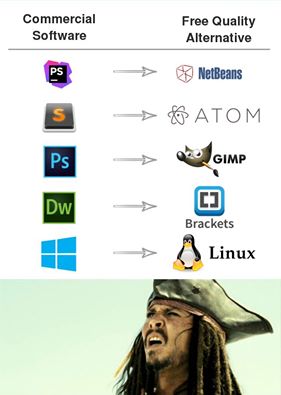 Commercial
Software
Free Quality
Alternative
PS
NetBeans
S
ATOM
Ps
GIMP
Dw
Brackets
Linux